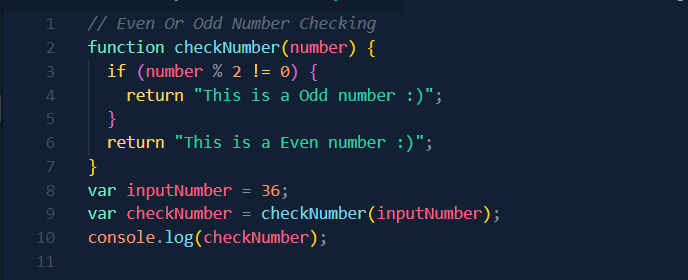 1 // Even Or Odd Number Checking
2 function checkNumber(number) {
3   if (number % 2 != 0) {
4     return "This is a Odd number :)";
5   }
6   return "This is a Even number :)";
7 }
8 var inputNumber = 36;
9 var checkNumber = checkNumber(inputNumber);
10 console.log(checkNumber);
11